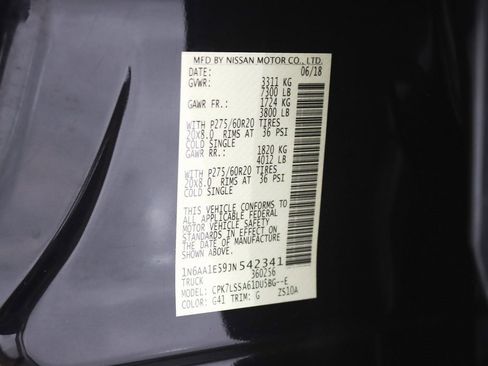 MFD BY NISSAN MOTOR CO., LTD.
DATE: 06/18
GVWR: 3311 KG
7300 LB
GAWR FR.: 1724 KG
3800 LB
WITH P275/60R20 TIRES
20X8.0 RIMS AT 36 PSI
COLD SINGLE
GAWR RR.: 1820 KG
4012 LB
WITH P275/60R20 TIRES
20X8.0 RIMS AT 36 PSI
COLD SINGLE
THIS VEHICLE CONFORMS TO
ALL APPLICABLE FEDERAL
MOTOR VEHICLE SAFETY
STANDARDS IN EFFECT ON
THE DATE OF MANUFACTURE
SHOWN ABOVE.
1N6AA1E59JN542341
TRUCK 360256
MODEL: CPK7LSSA61DU5BG--E
COLOR: G41 TRIM: G ZS10A